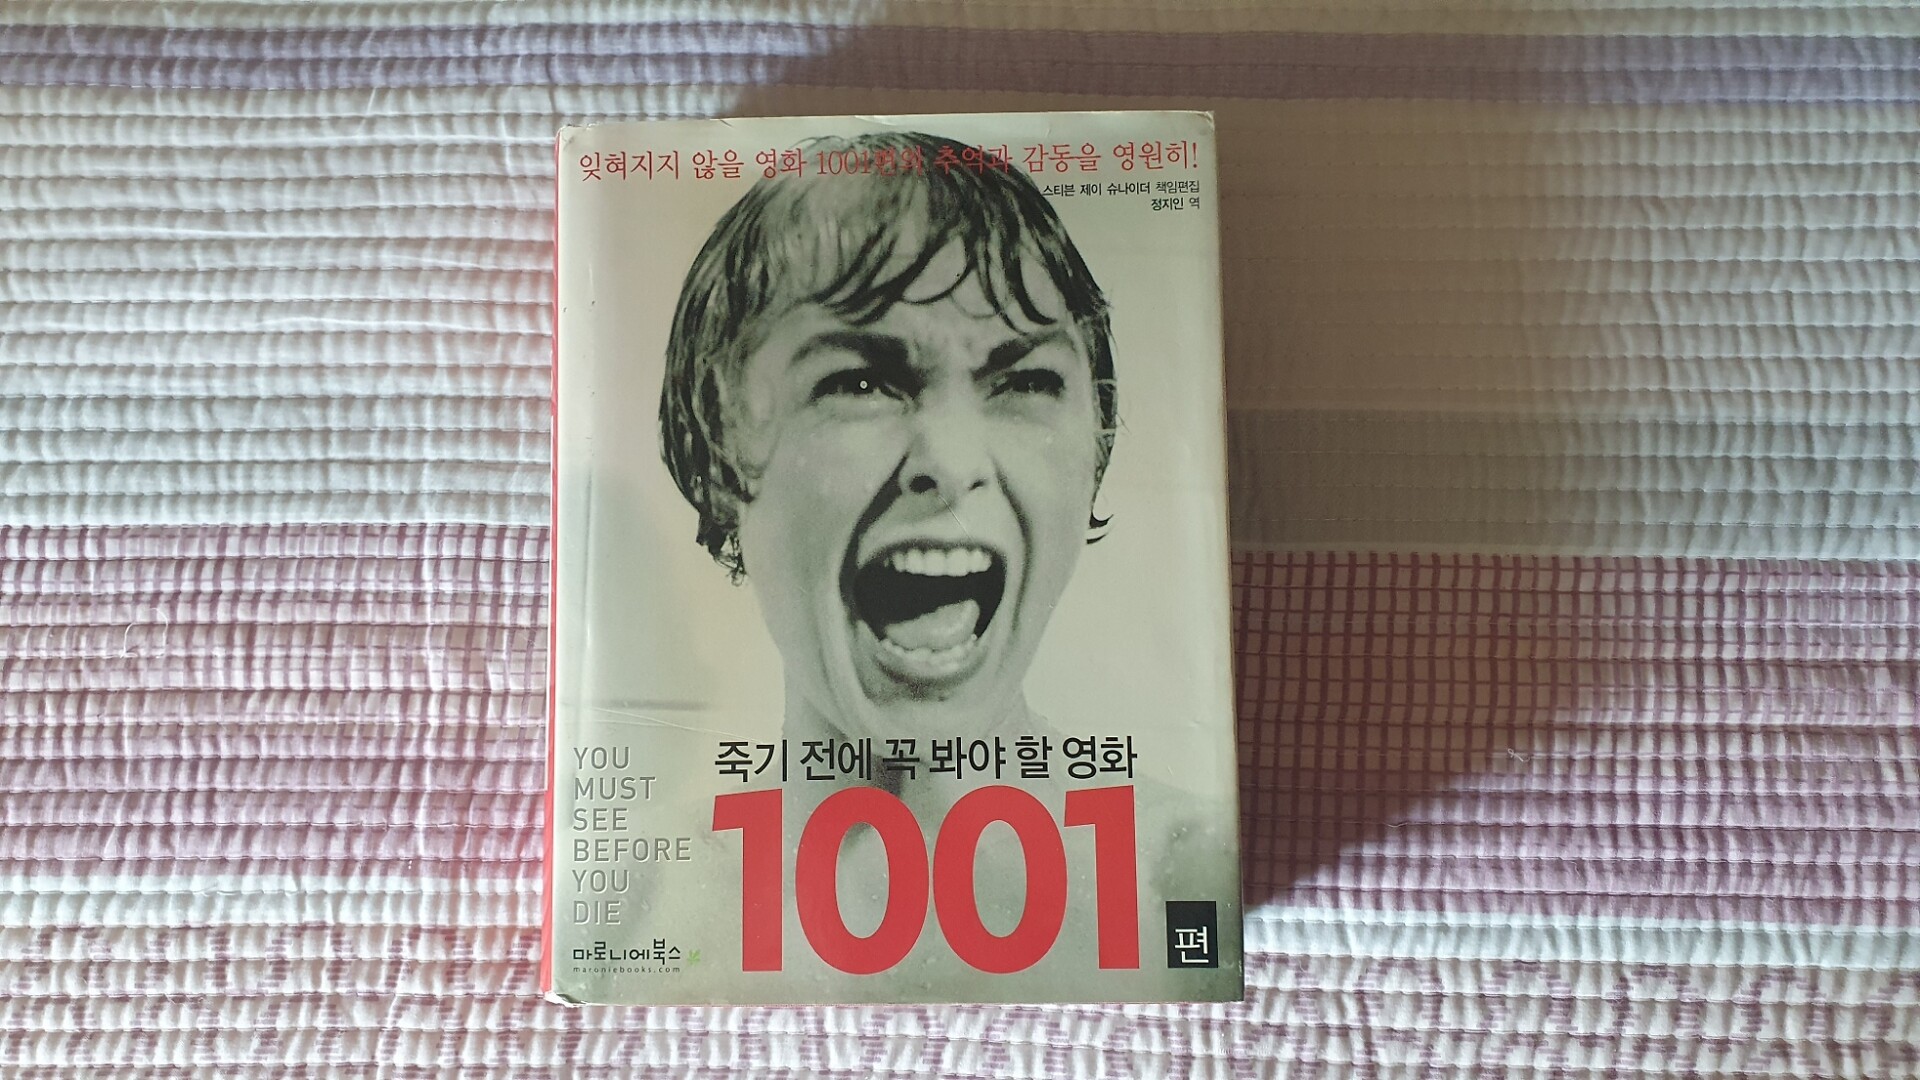 잊혀지지 않을 영화 1001편의 추억과 감동을 영원히!
스티븐 제이 슈나이더 책임편집
정지인 역
죽기 전에 꼭 봐야 할 영화
1001
편
YOU
MUST
SEE
BEFORE
YOU
DIE
마로니에북스
maroniebooks.com